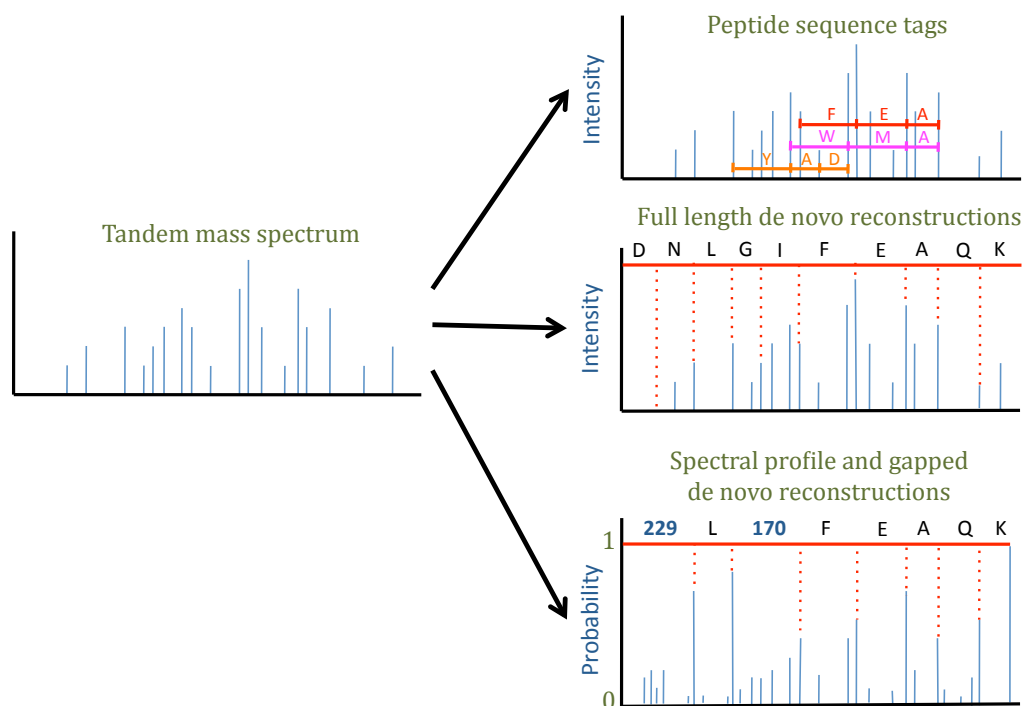 Peptide sequence tags
Intensity
F E A
W M A
Y A D
Tandem mass spectrum
Full length de novo reconstructions
D N L G I F E A Q K
Intensity
Spectral profile and gapped
de novo reconstructions
229 L 170 F E A Q K
1
Probability
0